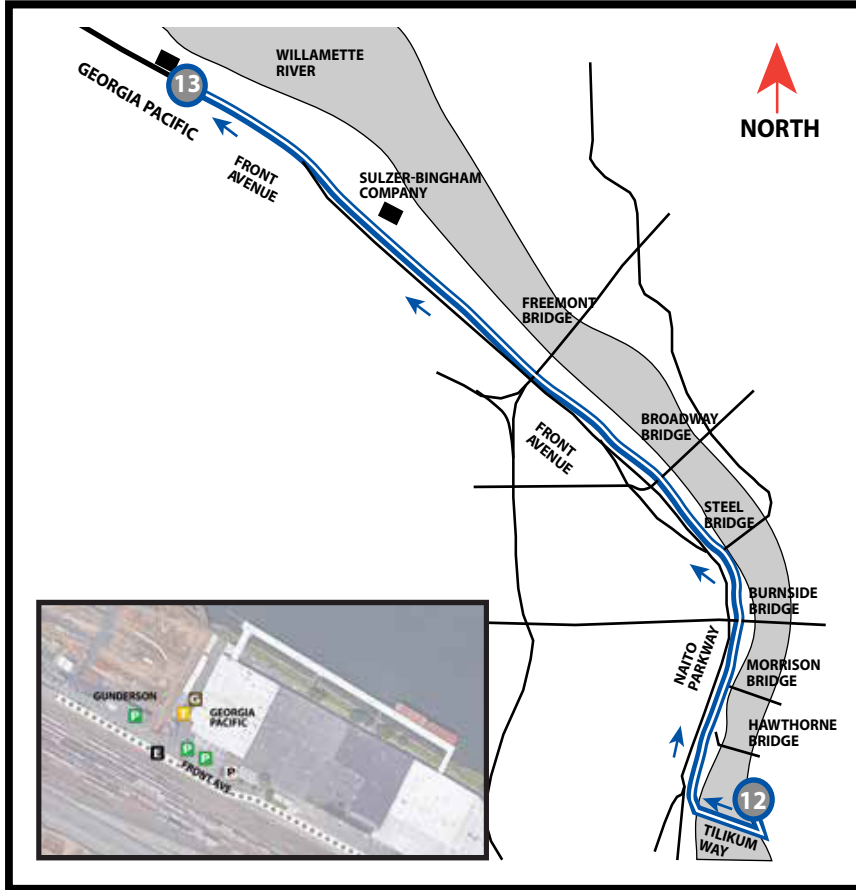 WILLAMETTE
RIVER
13
GEORGIA PACIFIC
NORTH
FRONT
AVENUE
SULZER-BINGHAM
COMPANY
FREEMONT
BRIDGE
BROADWAY
BRIDGE
FRONT
AVENUE
STEEL
BRIDGE
BURNSIDE
BRIDGE
NAITO
PARKWAY
MORRISON
BRIDGE
HAWTHORNE
BRIDGE
12
TILIKUM
WAY
GUNDERSON
P
G
T
GEORGIA
PACIFIC
E
P
P
P
FRONT AVE